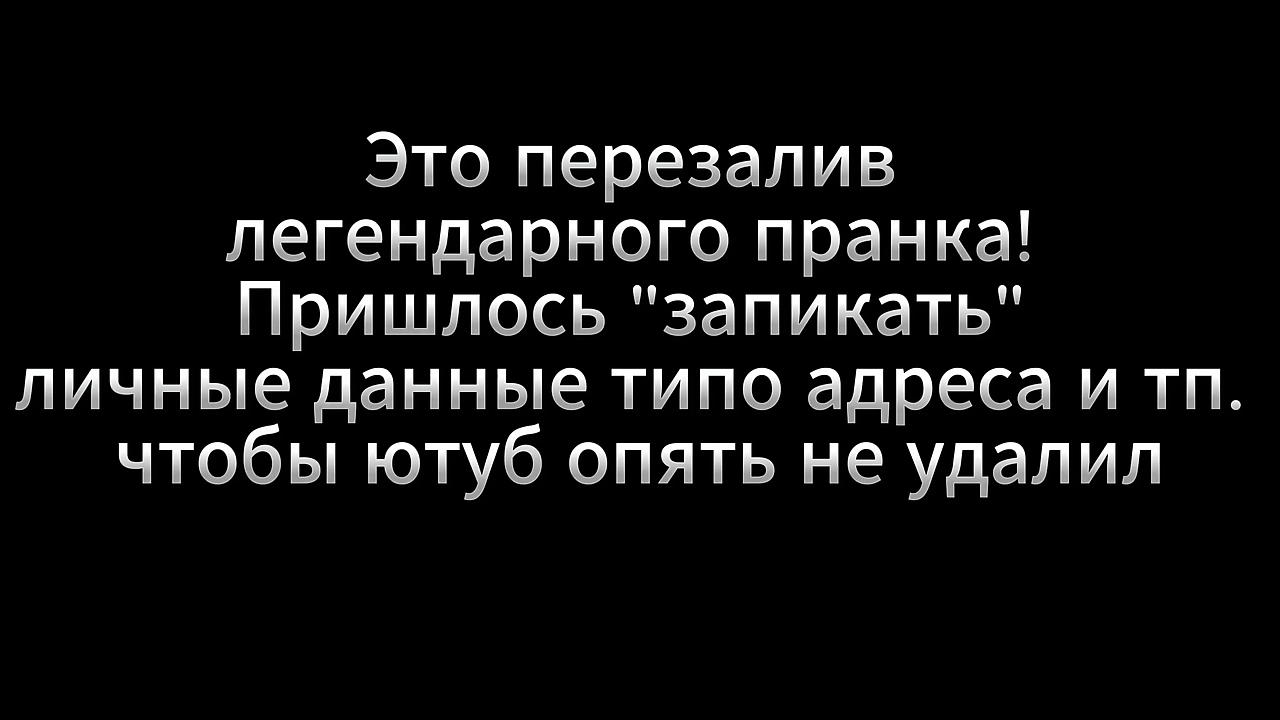 Это перезалив
легендарного пранка!
Пришлось "запикать"
личные данные типо адреса и тп.
чтобы ютуб опять не удалил